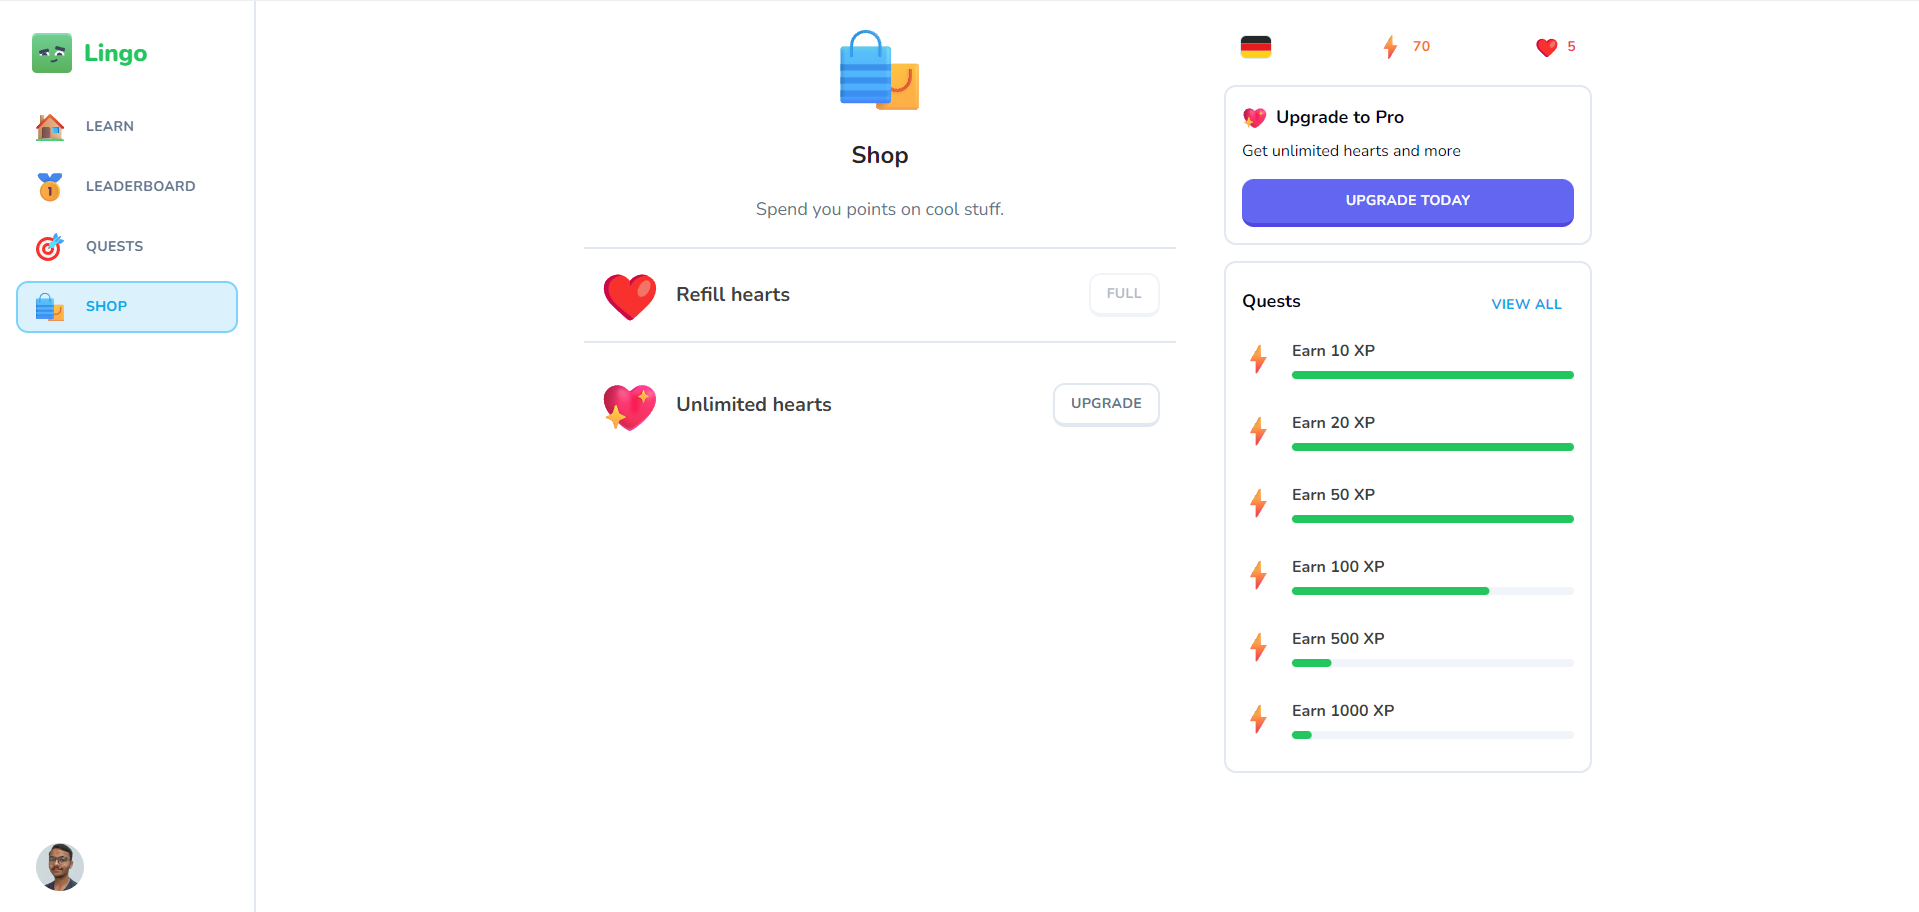 Lingo
LEARN
LEADERBOARD
1
QUESTS
SHOP
Shop
Spend you points on cool stuff.
Refill hearts
FULL
Unlimited hearts
UPGRADE
70
5
Upgrade to Pro
Get unlimited hearts and more
UPGRADE TODAY
Quests
VIEW ALL
Earn 10 XP
Earn 20 XP
Earn 50 XP
Earn 100 XP
Earn 500 XP
Earn 1000 XP